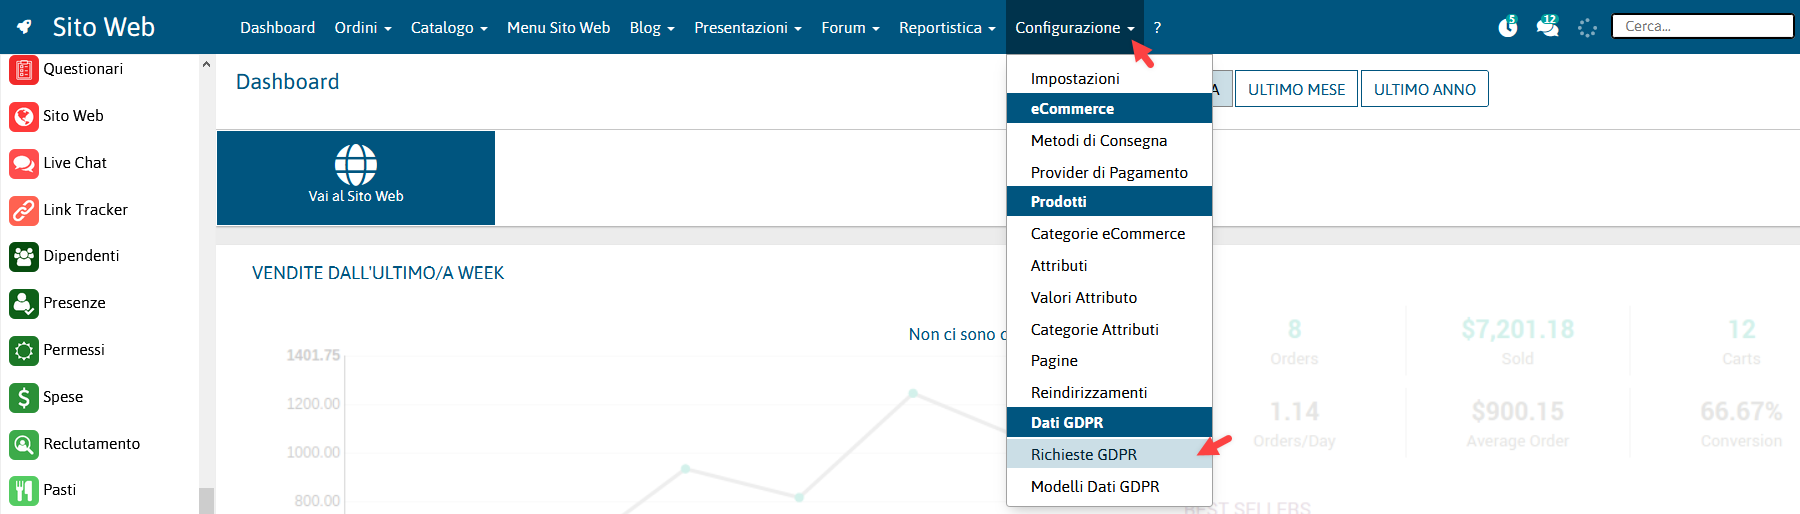 Sito Web
Dashboard
Ordini
Catalogo
Menu Sito Web
Blog
Presentazioni
Forum
Reportistica
Configurazione
?
5
12
Cerca...
Questionari
Sito Web
Live Chat
Link Tracker
Dipendenti
Presenze
Permessi
Spese
Reclutamento
Pasti
Dashboard
A
ULTIMO MESE
ULTIMO ANNO
Vai al Sito Web
Impostazioni
eCommerce
Metodi di Consegna
Provider di Pagamento
Prodotti
Categorie eCommerce
Attributi
Valori Attributo
Categorie Attributi
Pagine
Reindirizzamenti
Dati GDPR
Richieste GDPR
Modelli Dati GDPR
VENDITE DALL'ULTIMO/A WEEK
Non ci sono
1401.75
1200.00
1000.00
800.00
8
Orders
$7,201.18
Sold
12
Carts
1.14
Orders/Day
$900.15
Average Order
66.67%
Conversion
BEST SELLERS